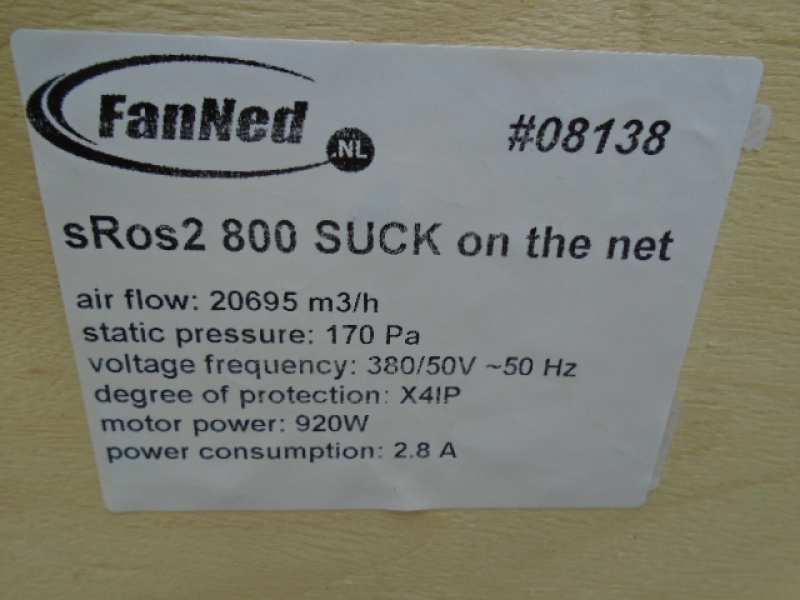 FanNed
.NL
#08138
sRos2 800 SUCK on the net
air flow: 20695 m3/h
static pressure: 170 Pa
voltage frequency: 380/50V ~50 Hz
degree of protection: X4IP
motor power: 920W
power consumption: 2.8 A